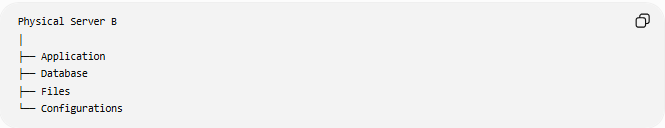 Physical Server B
│
├── Application
├── Database
├── Files
└── Configurations